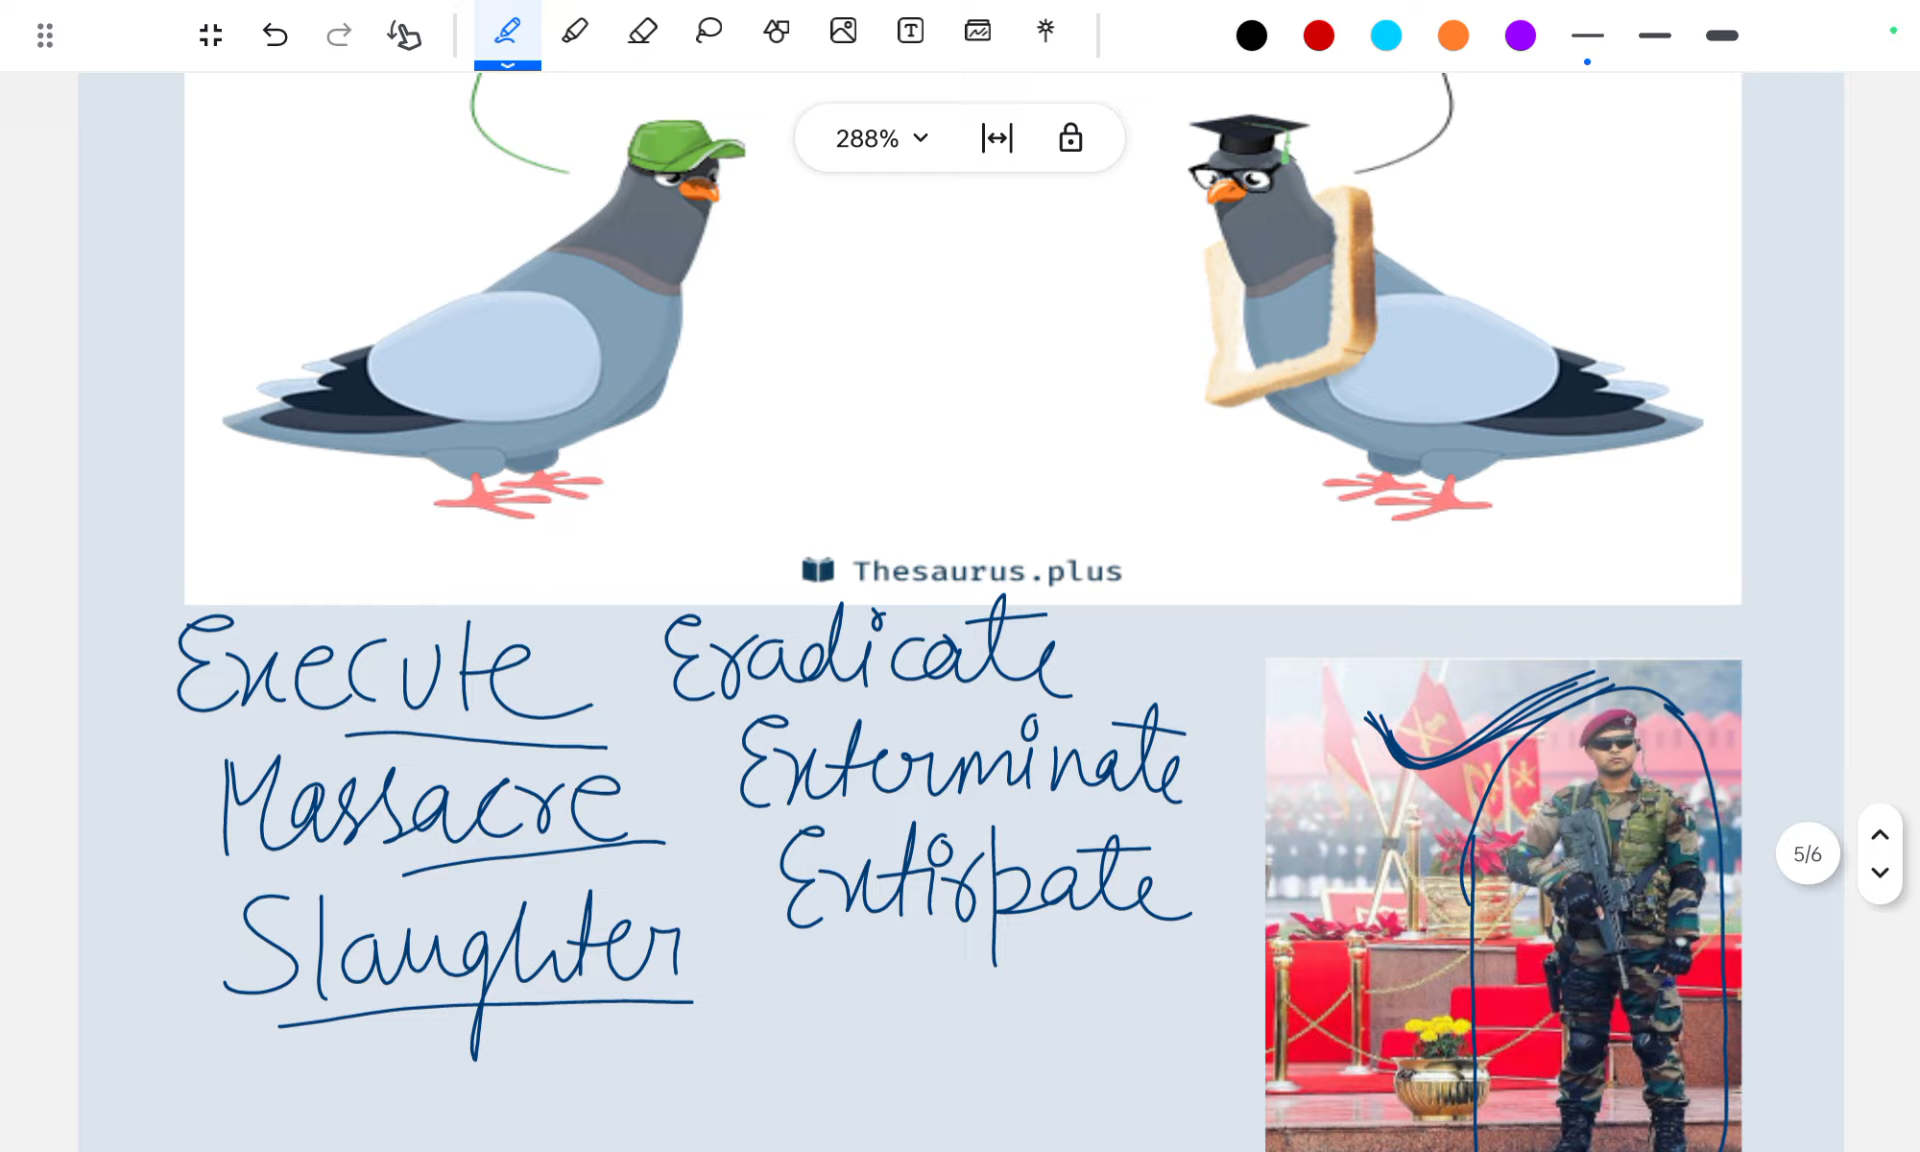 288%
Thesaurus.plus
Execute Eradicate
Massacre Exterminate
Slaughter Extirpate
5/6